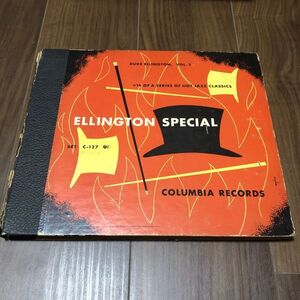 DUKE ELLINGTON, VOL. 2
#14 OF A SERIES OF HOT JAZZ CLASSICS
ELLINGTON SPECIAL
SET C-127
COLUMBIA RECORDS